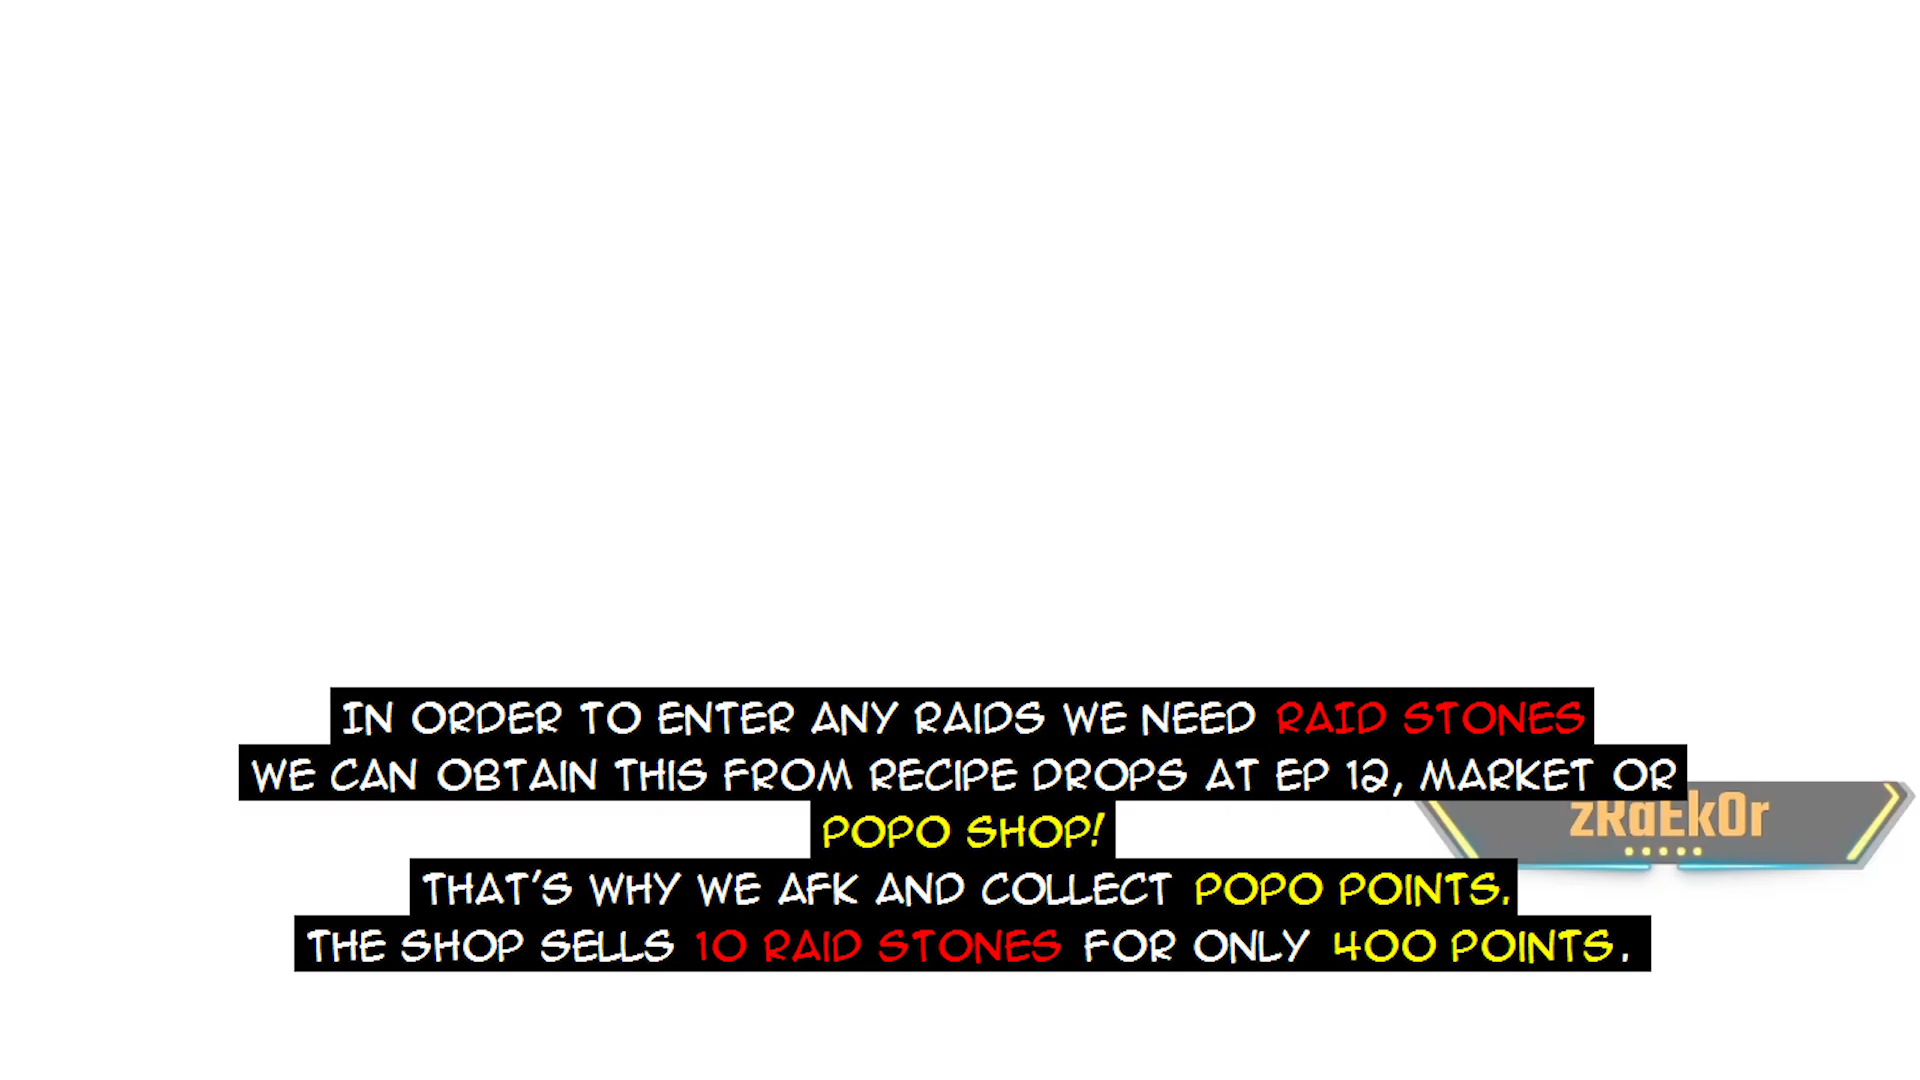 IN ORDER TO ENTER ANY RAIDS WE NEED RAID STONES
WE CAN OBTAIN THIS FROM RECIPE DROPS AT EP 12, MARKET OR
POPO SHOP!
zRaEk0r
THAT'S WHY WE AFK AND COLLECT POPO POINTS.
THE SHOP SELLS 10 RAID STONES FOR ONLY 400 POINTS.